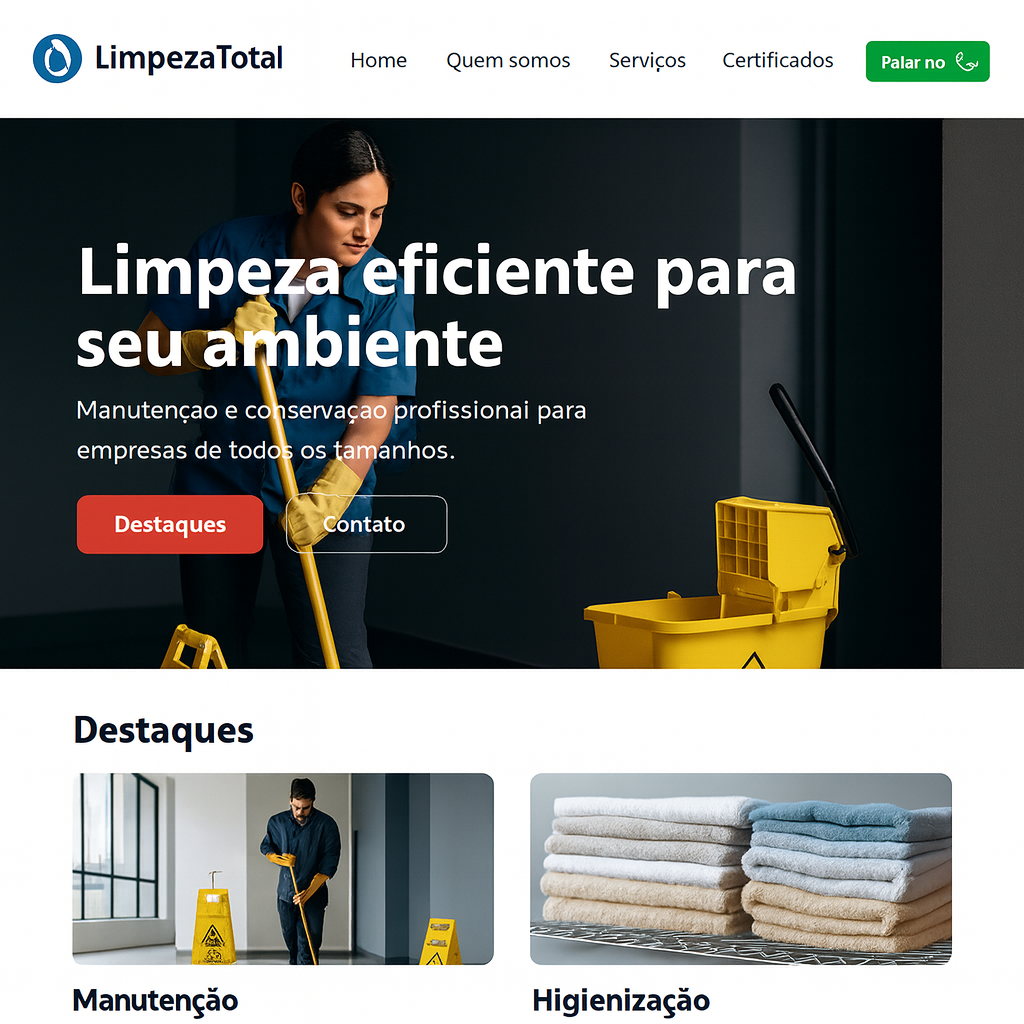 LimpezaTotal
Home
Quem somos
Serviços
Certificados
Palar no
Limpeza eficiente para
seu ambiente
Manutençao e conservaçao profissionai para
empresas de todos os tamanhos.
Destaques
Contato
Destaques
Manutenção
Higienização